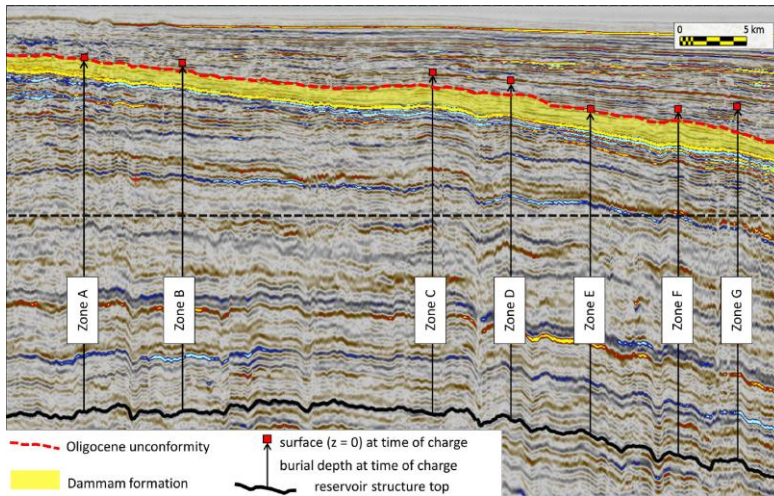 0 5 km
Zone A
Zone B
Zone C
Zone D
Zone E
Zone F
Zone G
Oligocene unconformity
Dammam formation
surface (z = 0) at time of charge
burial depth at time of charge
reservoir structure top